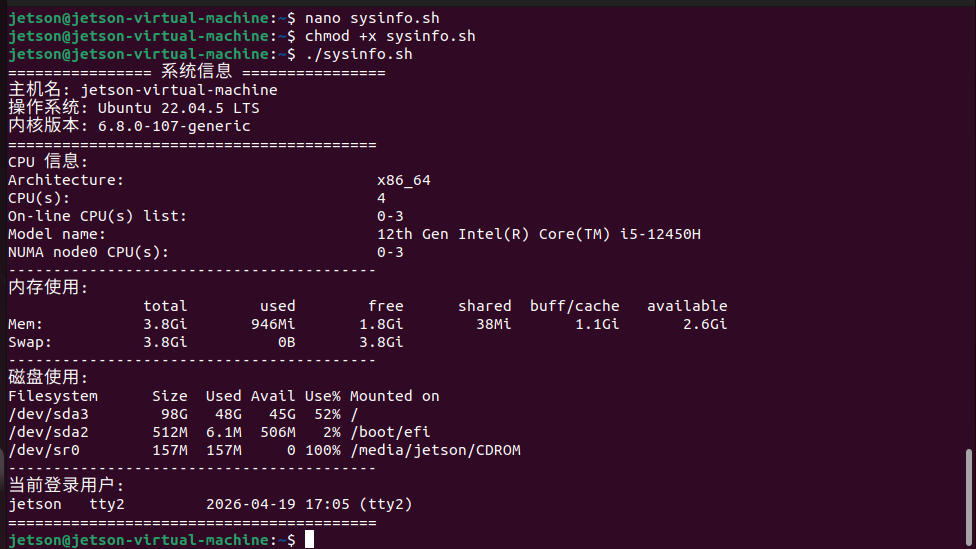 jetson@jetson-virtual-machine:~$ nano sysinfo.sh
jetson@jetson-virtual-machine:~$ chmod +x sysinfo.sh
jetson@jetson-virtual-machine:~$ ./sysinfo.sh
================ 系统信息 ================
主机名: jetson-virtual-machine
操作系统: Ubuntu 22.04.5 LTS
内核版本: 6.8.0-107-generic
=========================================
CPU 信息:
Architecture:                            x86_64
CPU(s):                                  4
On-line CPU(s) list:                     0-3
Model name:                              12th Gen Intel(R) Core(TM) i5-12450H
NUMA node0 CPU(s):                       0-3
-----------------------------------------
内存使用:
               total        used        free      shared  buff/cache   available
Mem:           3.8Gi       946Mi       1.8Gi        38Mi       1.1Gi       2.6Gi
Swap:          3.8Gi          0B       3.8Gi
-----------------------------------------
磁盘使用:
Filesystem      Size  Used Avail Use% Mounted on
/dev/sda3        98G   48G   45G  52% /
/dev/sda2       512M  6.1M  506M   2% /boot/efi
/dev/sr0        157M  157M     0 100% /media/jetson/CDROM
-----------------------------------------
当前登录用户:
jetson   tty2         2026-04-19 17:05 (tty2)
=========================================
jetson@jetson-virtual-machine:~$